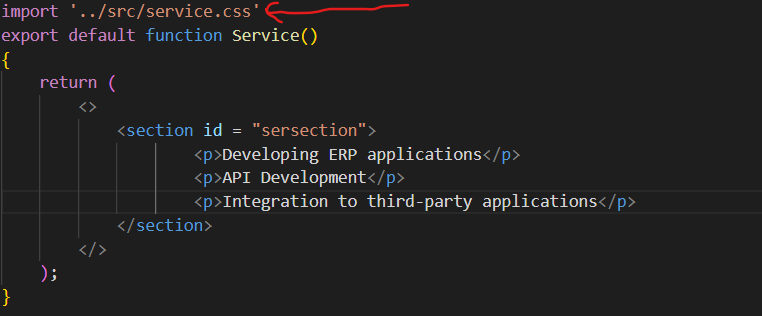 import '../src/service.css'
export default function Service()
{
return (
<>
<section id = "sersection">
<p>Developing ERP applications</p>
<p>API Development</p>
<p>Integration to third-party applications</p>
</section>
</>
);
}